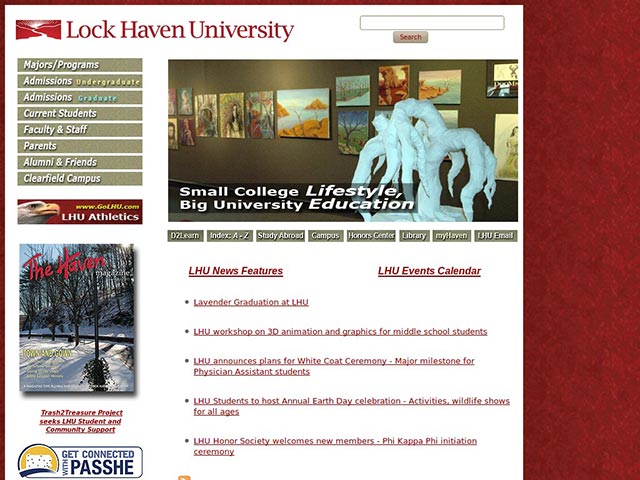 Lock Haven University
Search
Majors/Programs
Admissions Undergraduate
Admissions Graduate
Current Students
Faculty & Staff
Parents
Alumni & Friends
Clearfield Campus
www.GoLHU.com
LHU Athletics
The Haven
magazine
Trash2Treasure Project
seeks LHU Student and
Community Support
GET CONNECTED
WITH PASSHE
Small College Lifestyle,
Big University Education
D2Learn Index: A - Z Study Abroad Campus Honors Center Library myHaven LHU Email
LHU News Features LHU Events Calendar
Lavender Graduation at LHU
LHU workshop on 3D animation and graphics for middle school students
LHU announces plans for White Coat Ceremony - Major milestone for
Physician Assistant students
LHU Students to host Annual Earth Day celebration - Activities, wildlife shows
for all ages
LHU Honor Society welcomes new members - Phi Kappa Phi initiation
ceremony